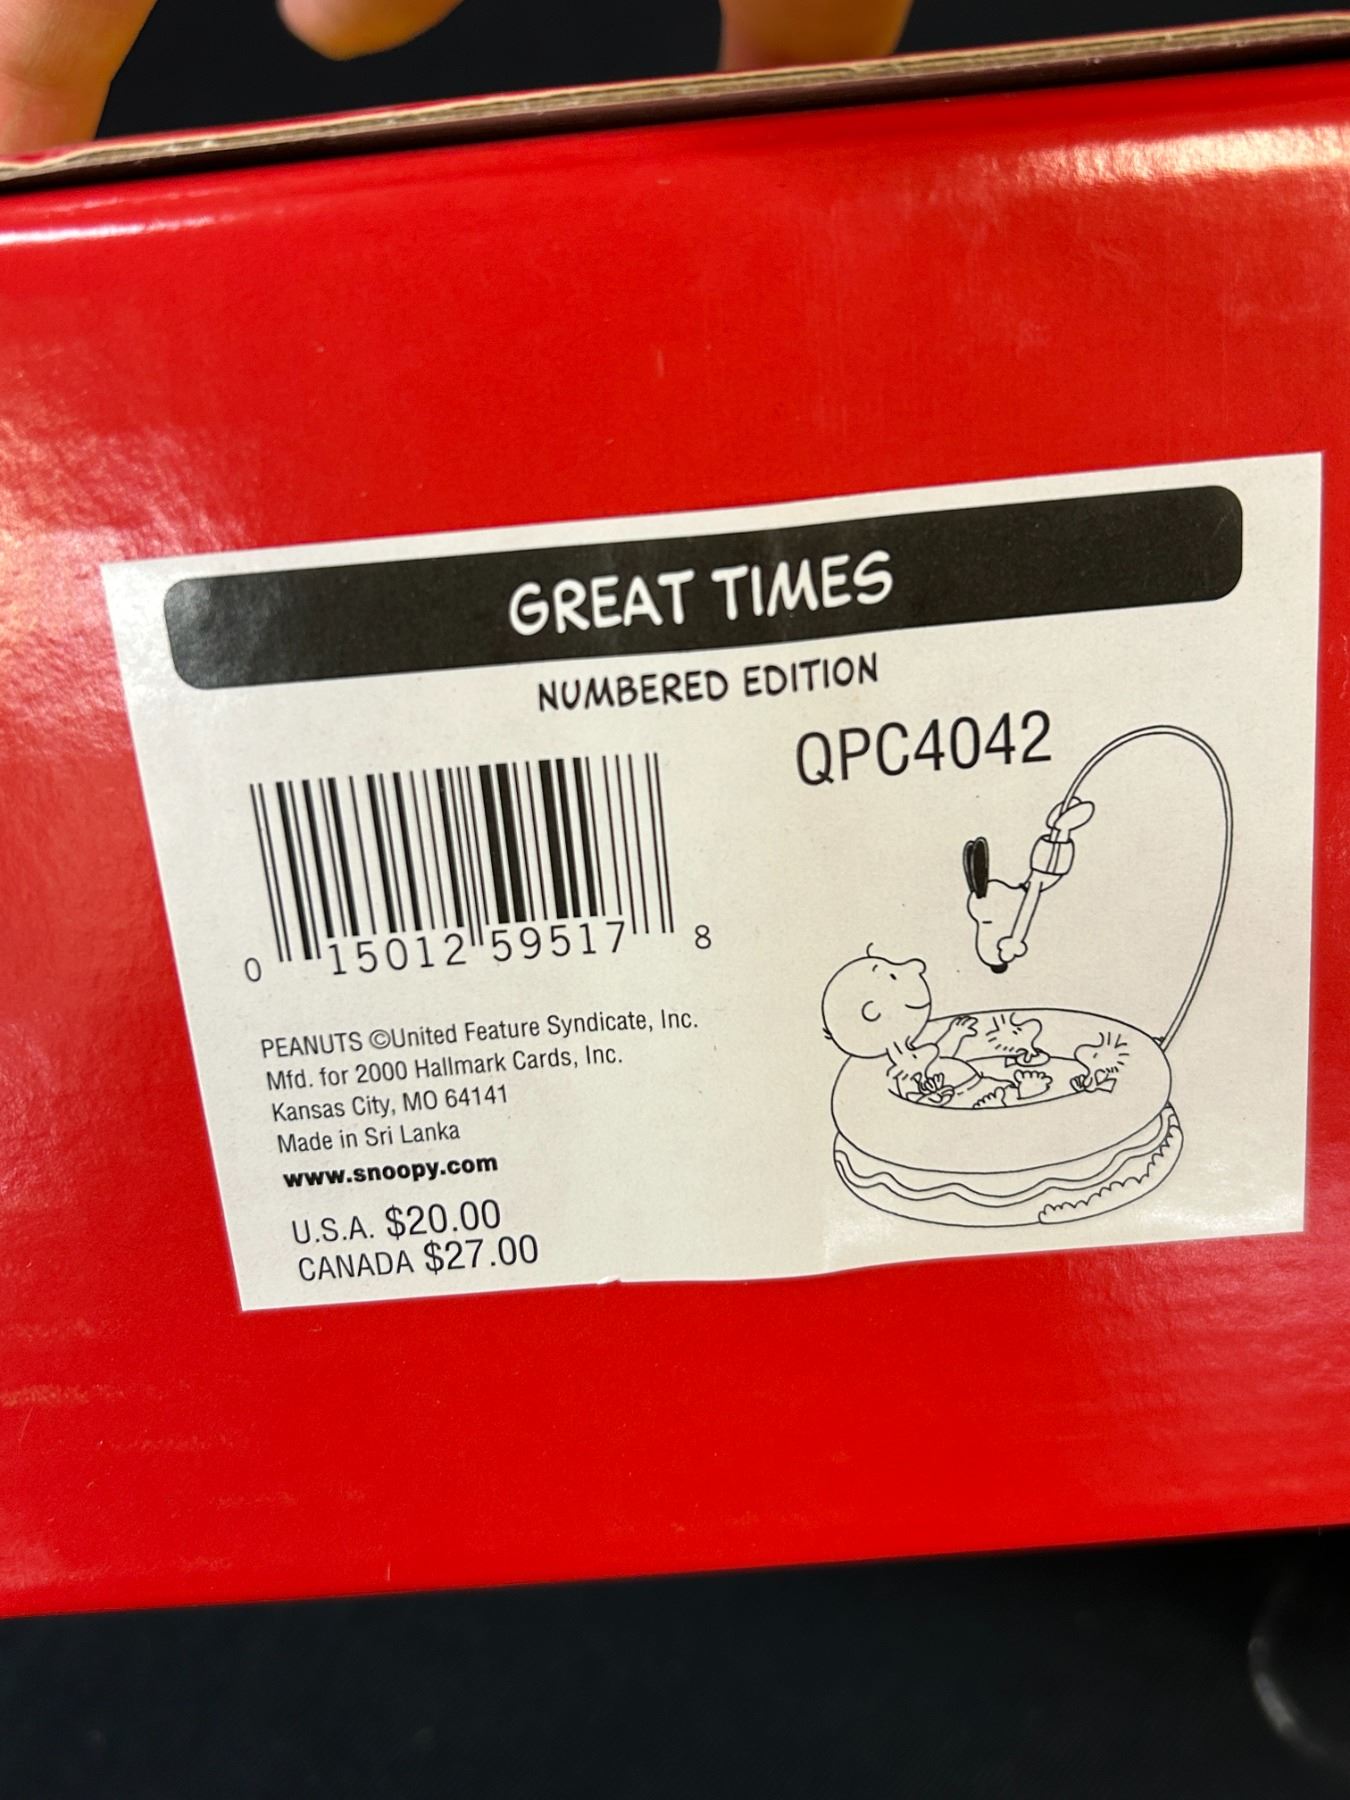 GREAT TIMES
NUMBERED EDITION
QPC4042
0 15012 59517 8
PEANUTS ©United Feature Syndicate, Inc.
Mfd. for 2000 Hallmark Cards, Inc.
Kansas City, MO 64141
Made in Sri Lanka
www.snoopy.com
U.S.A. $20.00
CANADA $27.00